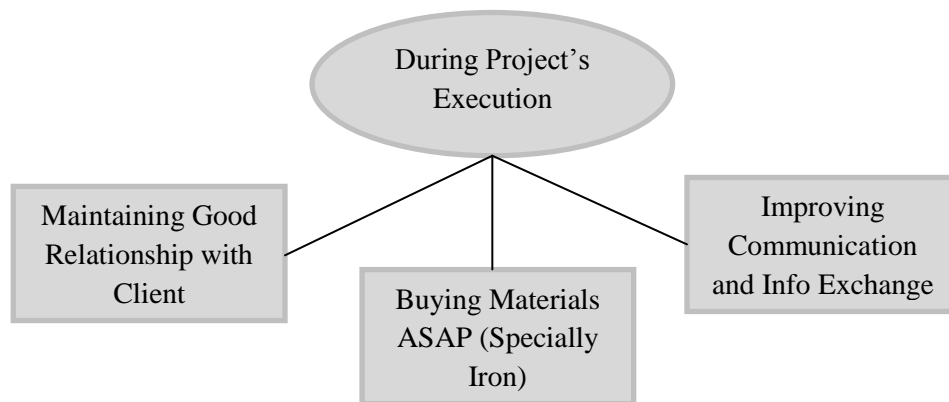 During Project’s
Execution
Maintaining Good
Relationship with
Client
Buying Materials
ASAP (Specially
Iron)
Improving
Communication
and Info Exchange